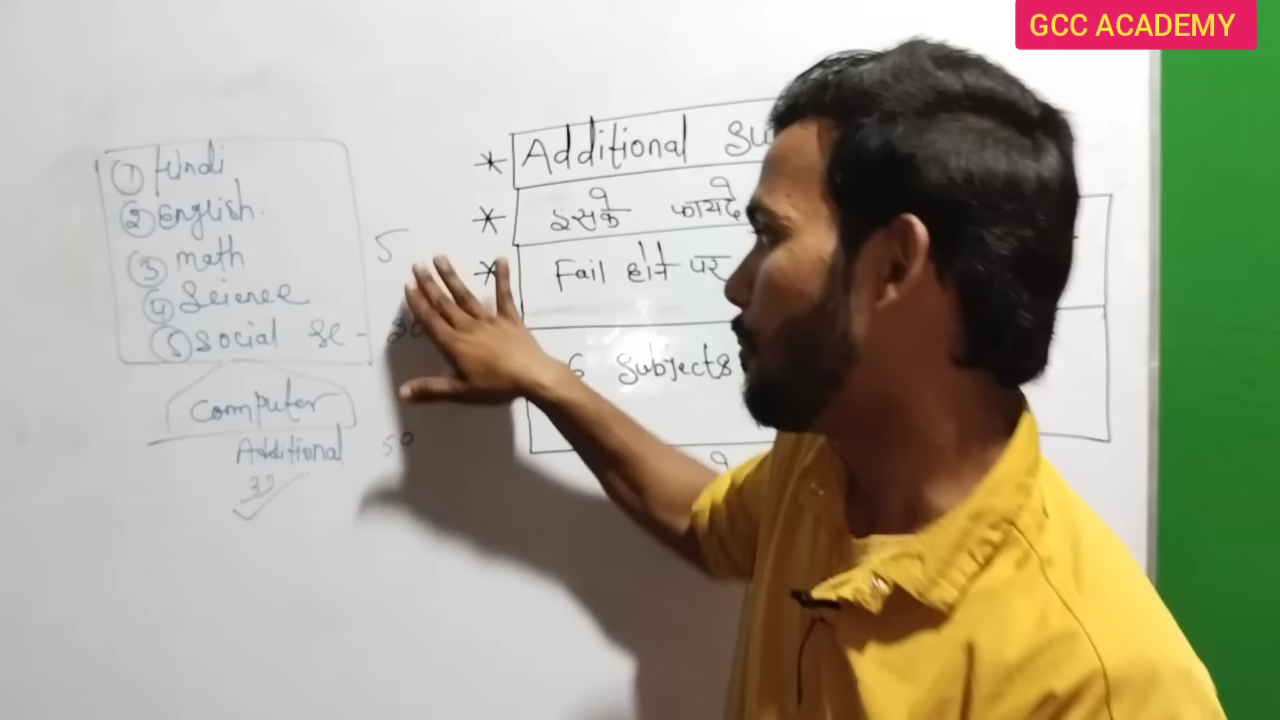 GCC ACADEMY
① Hindi
② English.
③ math
④ Science
⑤ Social Sc - 30
5
Computer
Additional 50
33
* Additional Su
* इसके फायदे
* Fail होने पर
6 Subjects